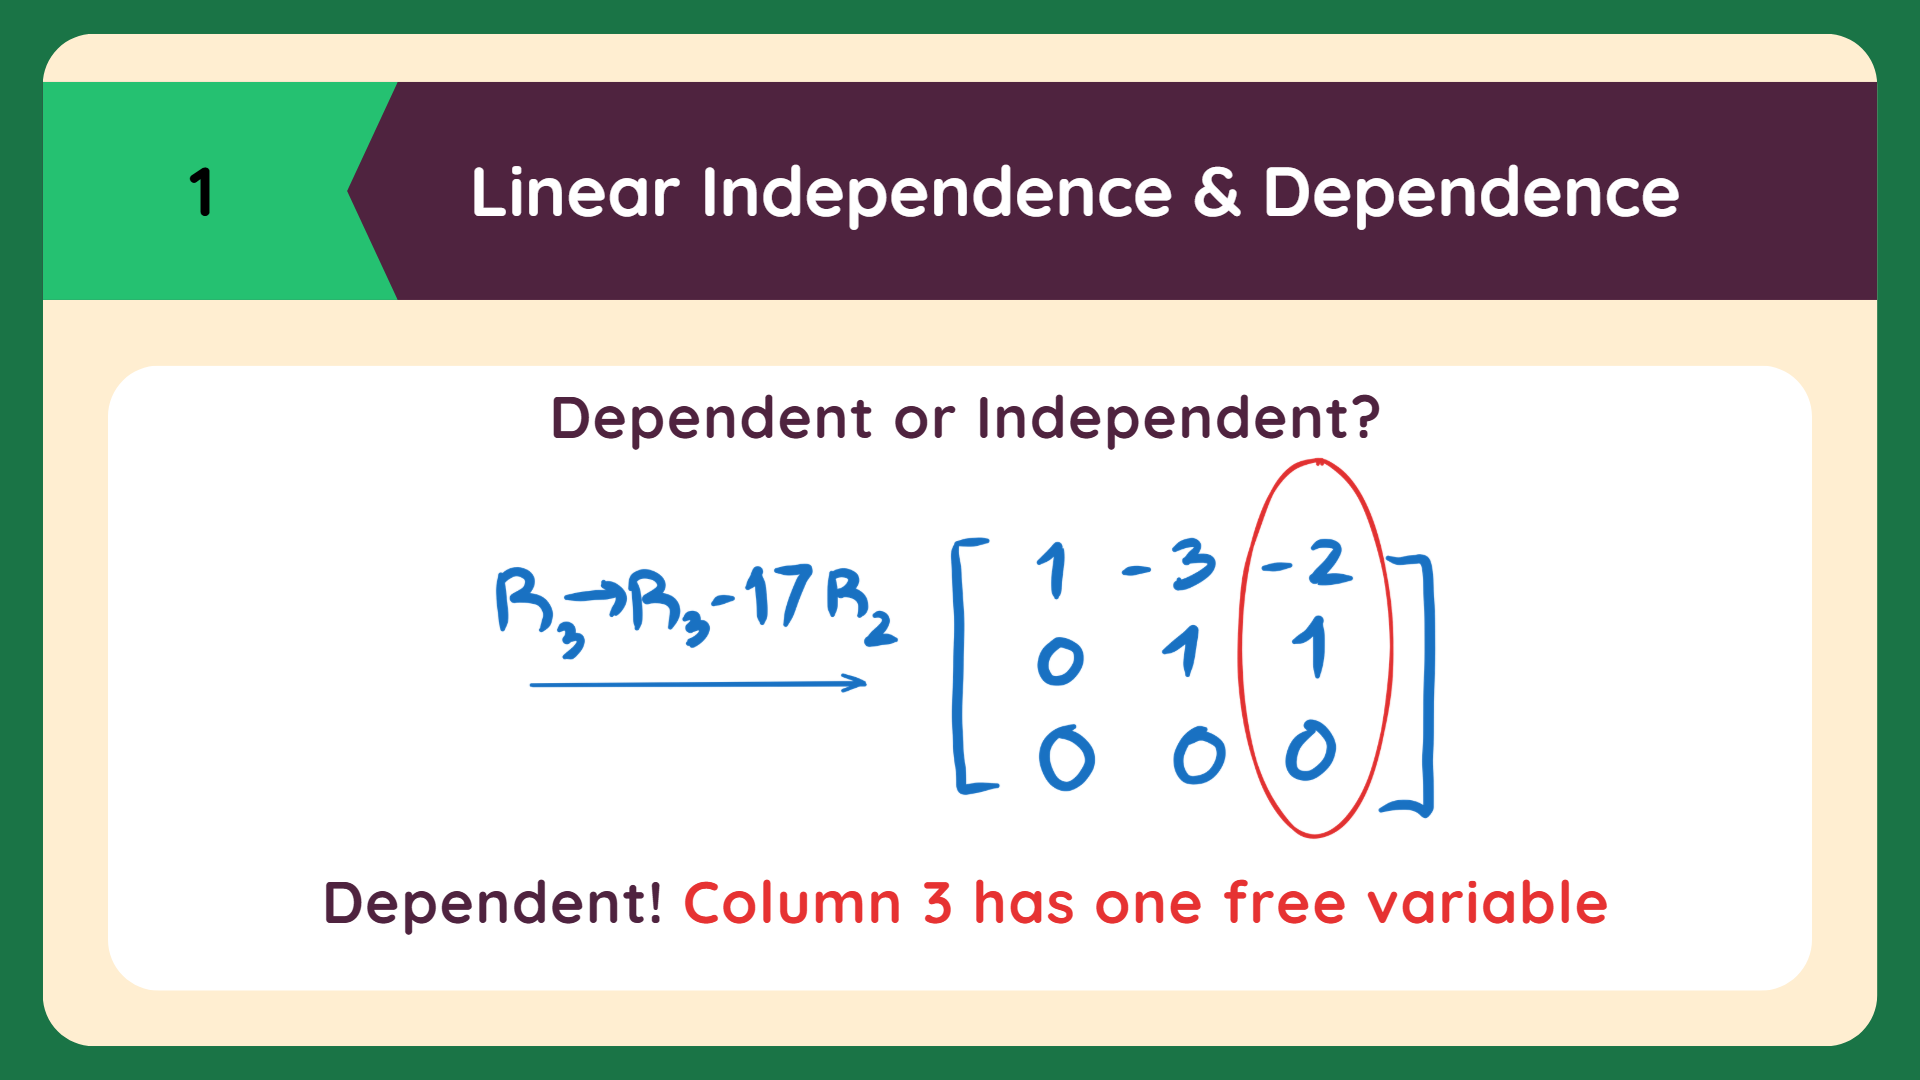 1
Linear Independence & Dependence
Dependent or Independent?
R₃→R₃-17R₂
1 -3 -2
0 1 1
0 0 0
Dependent! Column 3 has one free variable